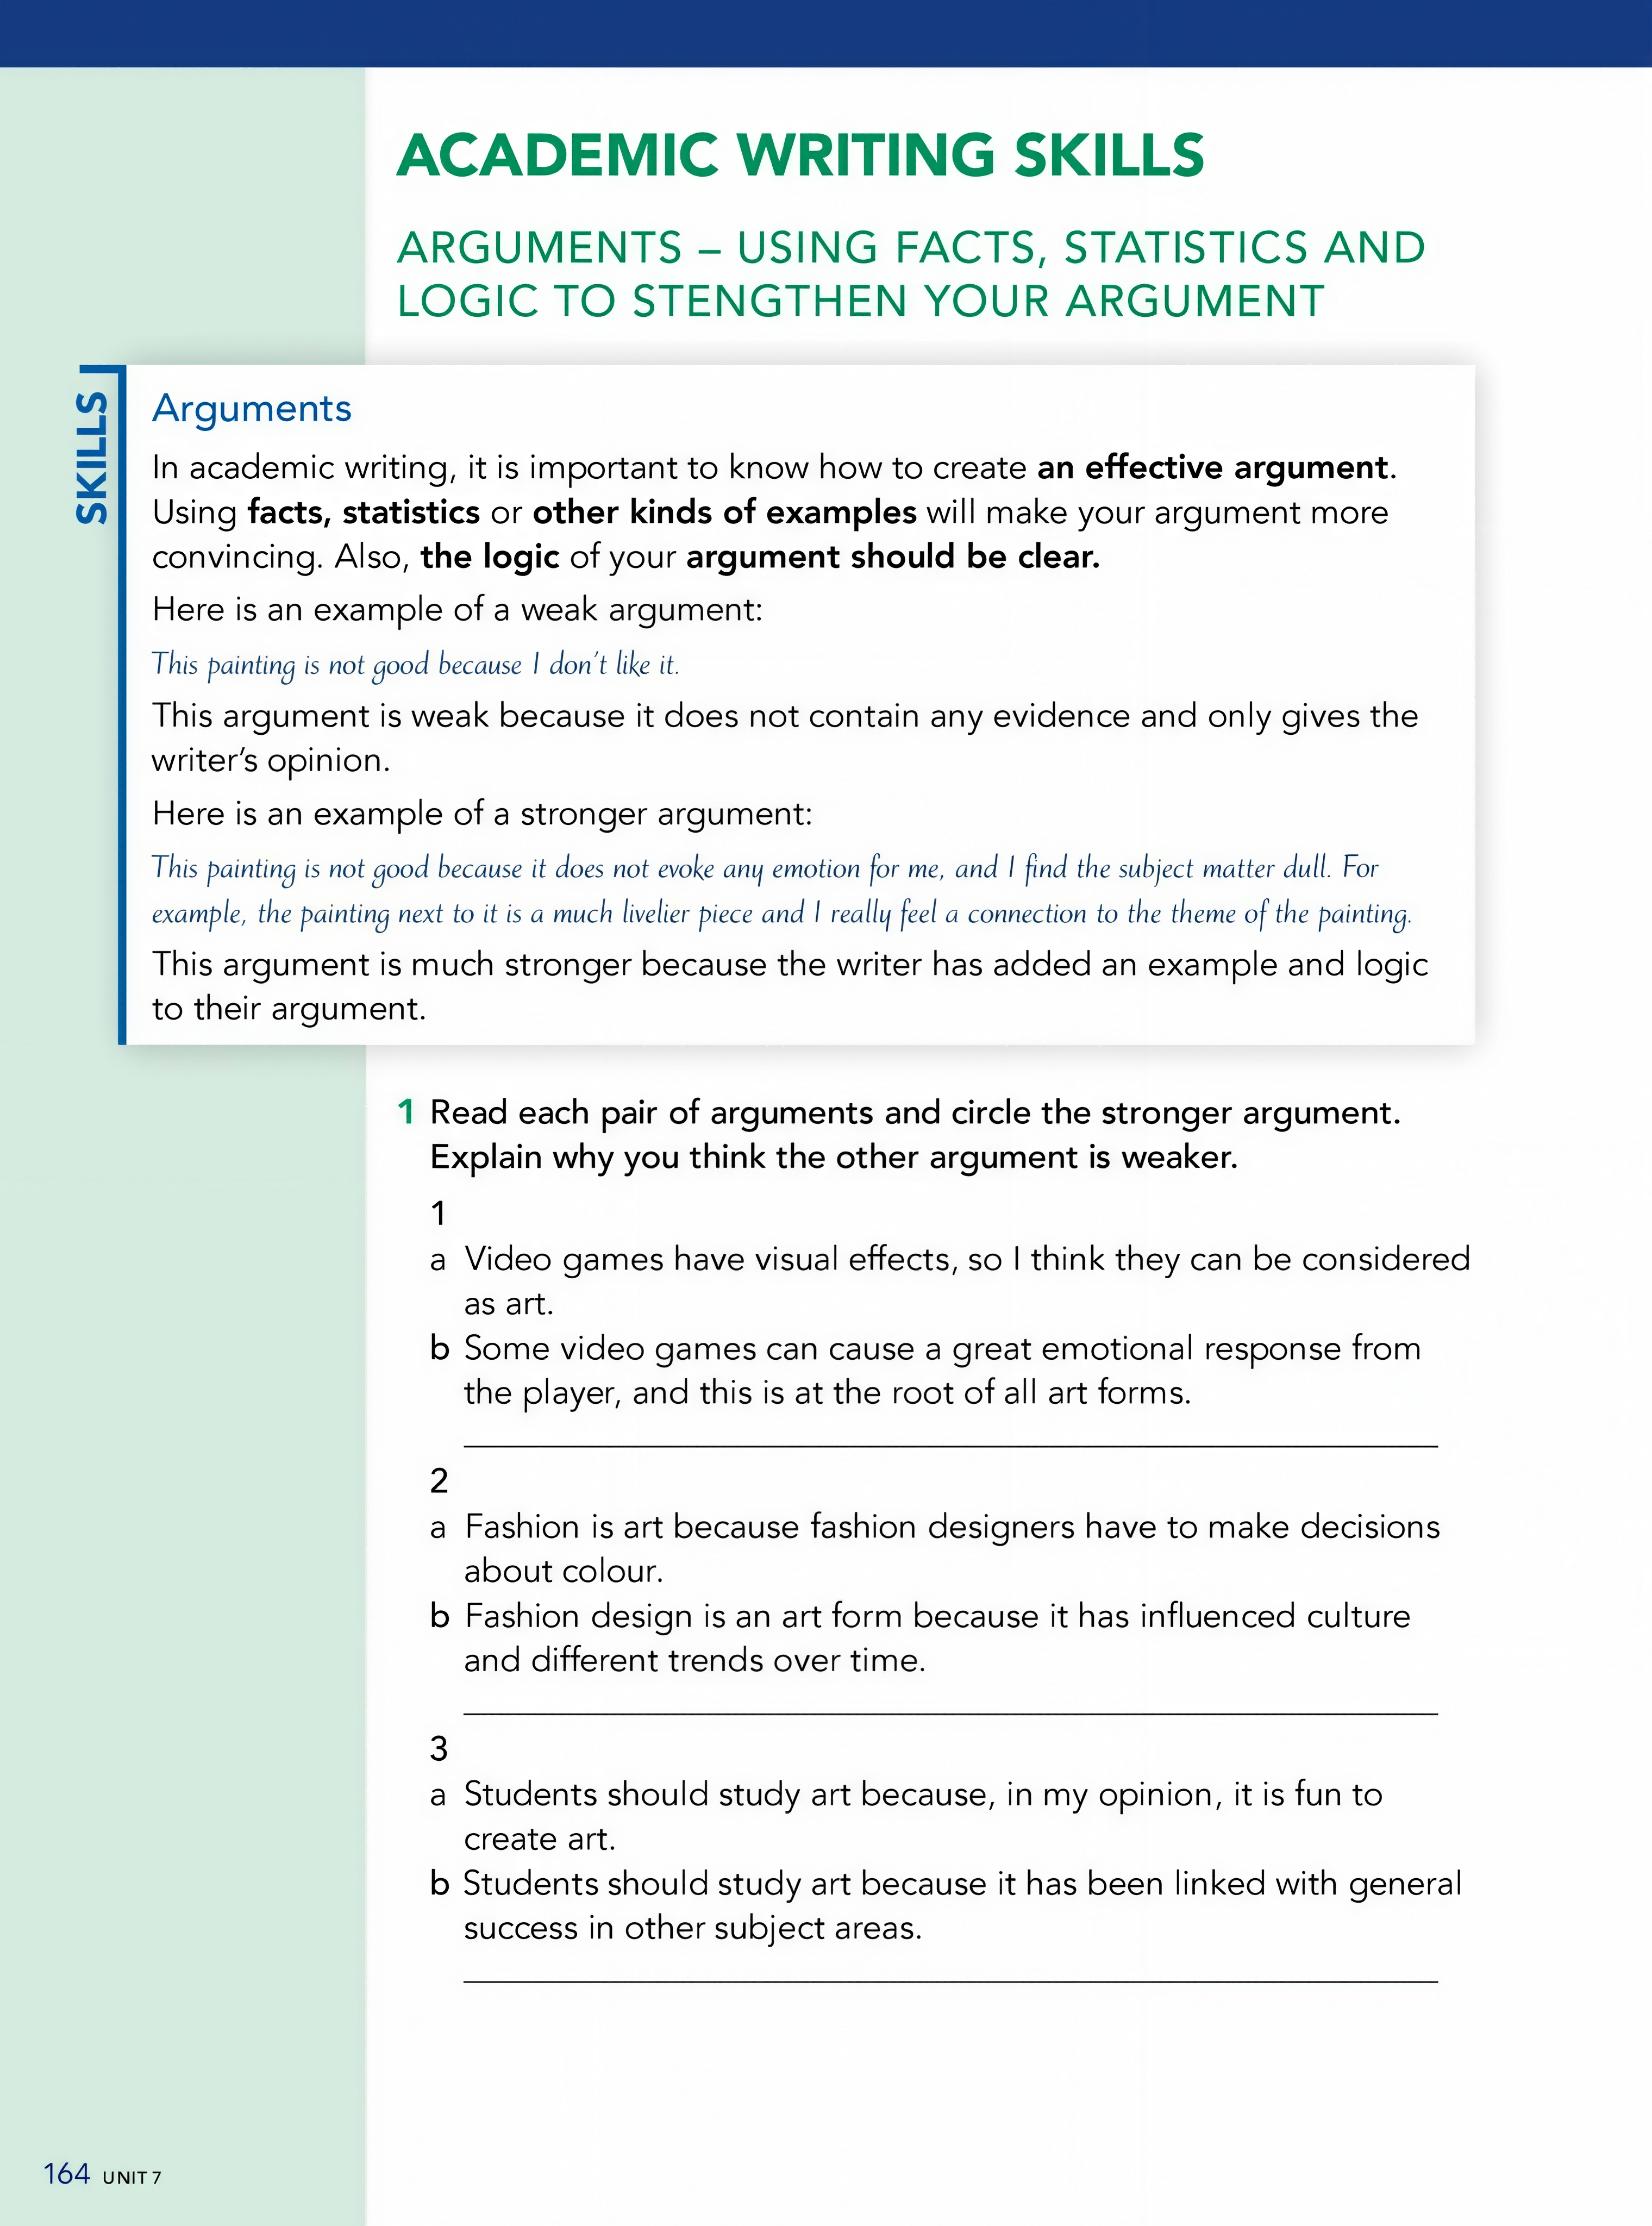 ACADEMIC WRITING SKILLS
ARGUMENTS – USING FACTS, STATISTICS AND
LOGIC TO STENGTHEN YOUR ARGUMENT
SKILLS
Arguments
In academic writing, it is important to know how to create an effective argument.
Using facts, statistics or other kinds of examples will make your argument more
convincing. Also, the logic of your argument should be clear.
Here is an example of a weak argument:
This painting is not good because I don't like it.
This argument is weak because it does not contain any evidence and only gives the
writer's opinion.
Here is an example of a stronger argument:
This painting is not good because it does not evoke any emotion for me, and I find the subject matter dull. For
example, the painting next to it is a much livelier piece and I really feel a connection to the theme of the painting.
This argument is much stronger because the writer has added an example and logic
to their argument.
1 Read each pair of arguments and circle the stronger argument.
Explain why you think the other argument is weaker.
1
a Video games have visual effects, so I think they can be considered
as art.
b Some video games can cause a great emotional response from
the player, and this is at the root of all art forms.
2
a Fashion is art because fashion designers have to make decisions
about colour.
b Fashion design is an art form because it has influenced culture
and different trends over time.
3
a Students should study art because, in my opinion, it is fun to
create art.
b Students should study art because it has been linked with general
success in other subject areas.
164 UNIT 7